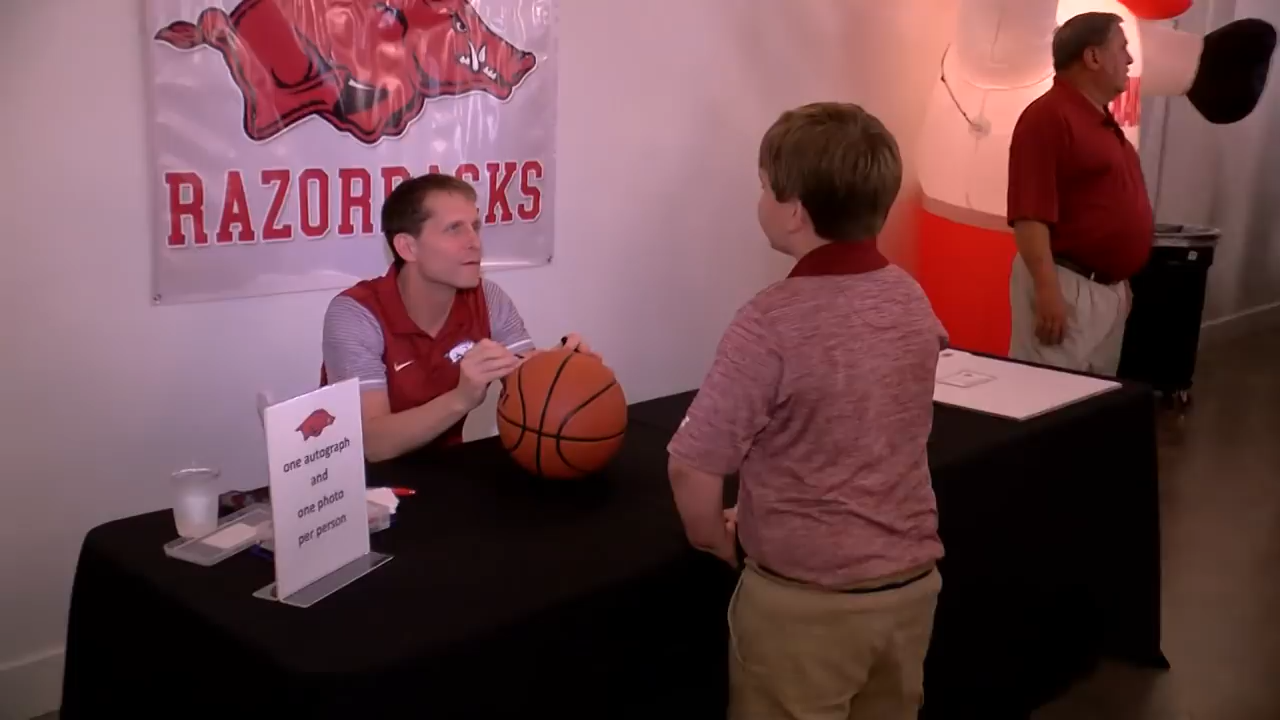 RAZORBACKS
one autograph
and
one photo
per person